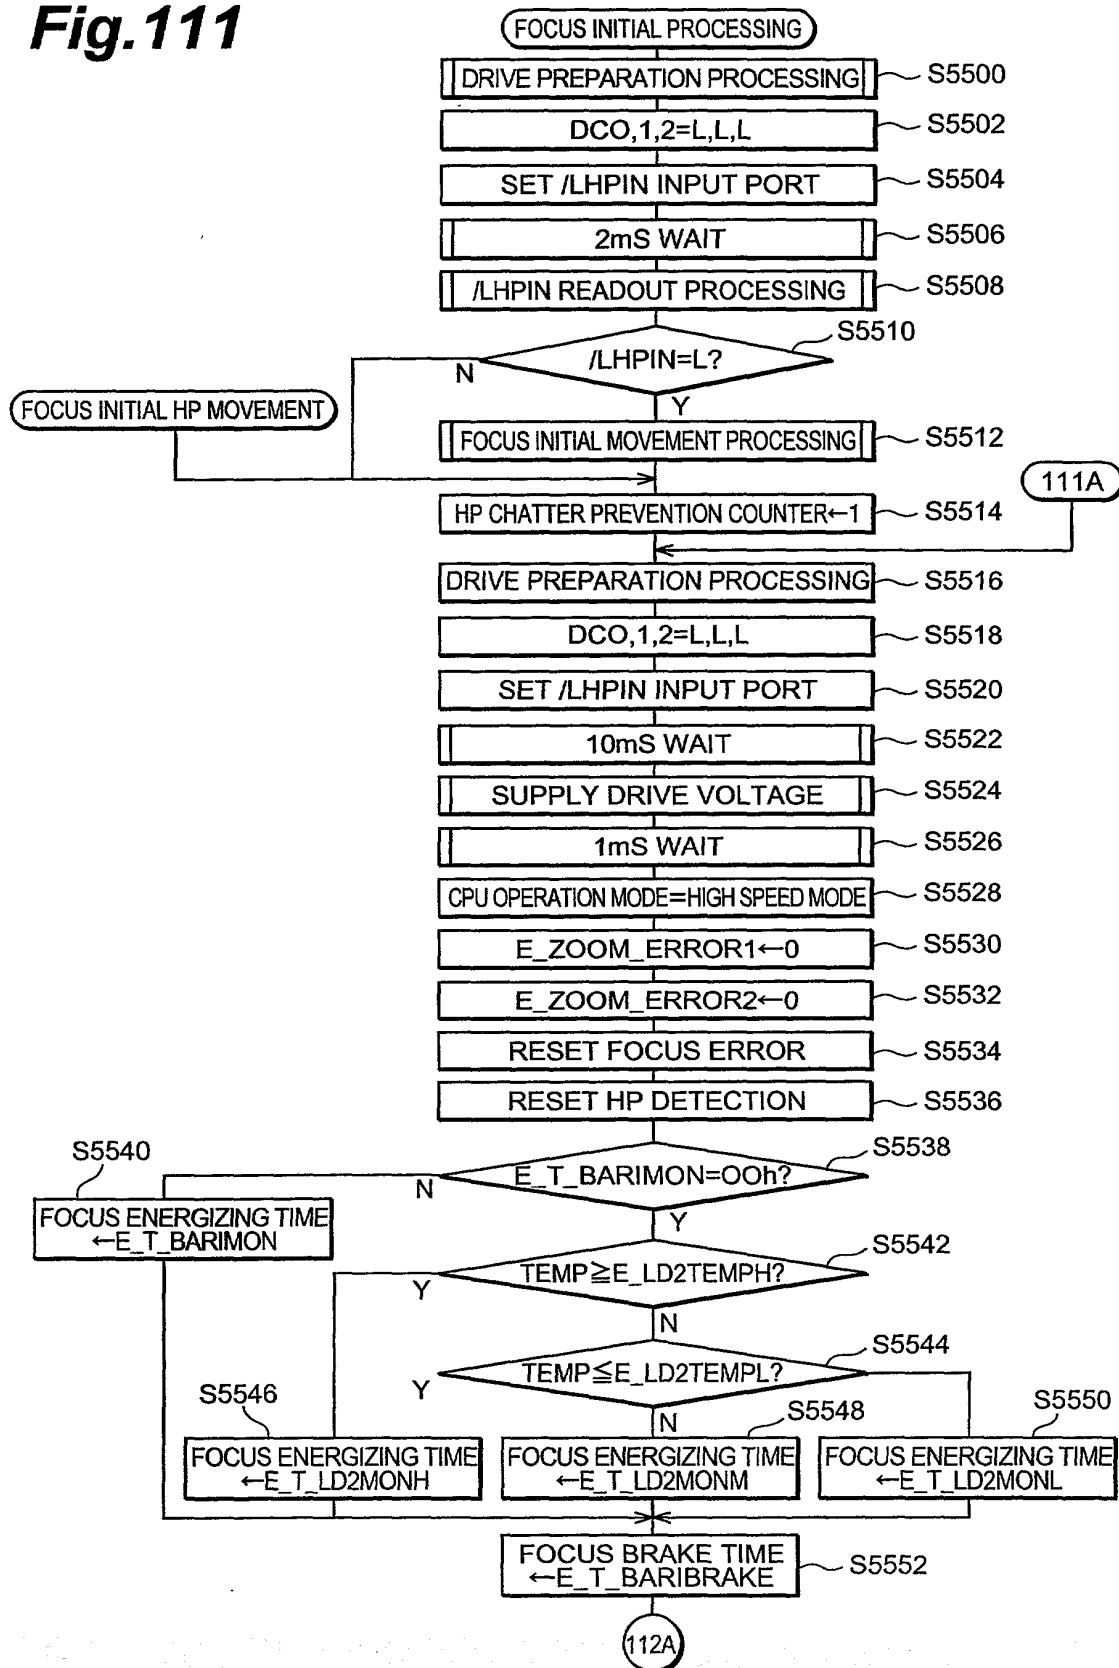 Fig.111
FOCUS INITIAL PROCESSING
DRIVE PREPARATION PROCESSING
S5500
DCO,1,2=L,L,L
S5502
SET /LHPIN INPUT PORT
S5504
2mS WAIT
S5506
/LHPIN READOUT PROCESSING
S5508
S5510
/LHPIN=L?
N
Y
FOCUS INITIAL HP MOVEMENT
FOCUS INITIAL MOVEMENT PROCESSING
S5512
111A
HP CHATTER PREVENTION COUNTER←1
S5514
DRIVE PREPARATION PROCESSING
S5516
DCO,1,2=L,L,L
S5518
SET /LHPIN INPUT PORT
S5520
10mS WAIT
S5522
SUPPLY DRIVE VOLTAGE
S5524
1mS WAIT
S5526
CPU OPERATION MODE=HIGH SPEED MODE
S5528
E_ZOOM_ERROR1←0
S5530
E_ZOOM_ERROR2←0
S5532
RESET FOCUS ERROR
S5534
RESET HP DETECTION
S5536
S5540
S5538
E_T_BARIMON=OOh?
N
Y
FOCUS ENERGIZING TIME
←E_T_BARIMON
S5542
TEMP≧E_LD2TEMPH?
Y
N
S5544
TEMP≦E_LD2TEMPL?
Y
N
S5546
S5548
S5550
FOCUS ENERGIZING TIME
←E_T_LD2MONH
FOCUS ENERGIZING TIME
←E_T_LD2MONM
FOCUS ENERGIZING TIME
←E_T_LD2MONL
FOCUS BRAKE TIME
←E_T_BARIBRAKE
S5552
112A